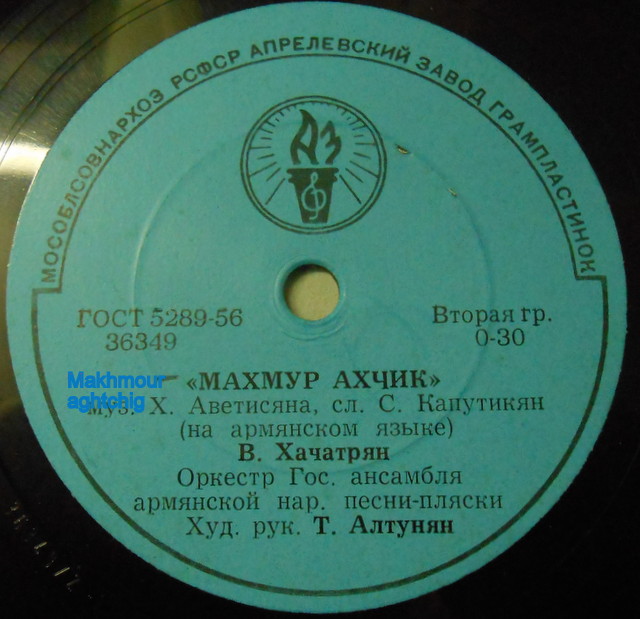 МОСОБЛСОВНАРХОЗ РСФСР АПРЕЛЕВСКИЙ ЗАВОД ГРАМПЛАСТИНОК
АЗ
ГОСТ 5289-56
36349
Вторая гр.
0-30
Makhmour
aghtchig
«МАХМУР АХЧИК»
муз. Х. Аветисяна, сл. С. Капутикян
(на армянском языке)
В. Хачатрян
Оркестр Гос. ансамбля
армянской нар. песни-пляски
Худ. рук. Т. Алтунян